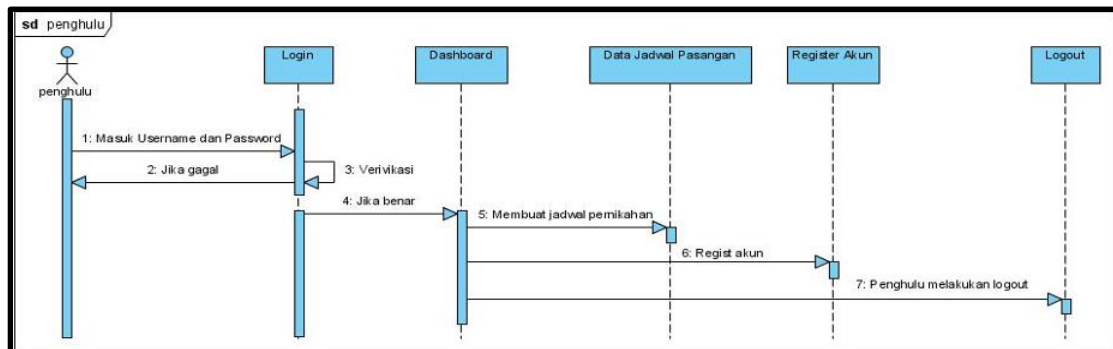 sd penghulu
penghulu
Login
Dashboard
Data Jadwal Pasangan
Register Akun
Logout
1: Masuk Username dan Password
2: Jika gagal
3: Verivikasi
4: Jika benar
5: Membuat jadwal pernikahan
6: Regist akun
7: Penghulu melakukan logout